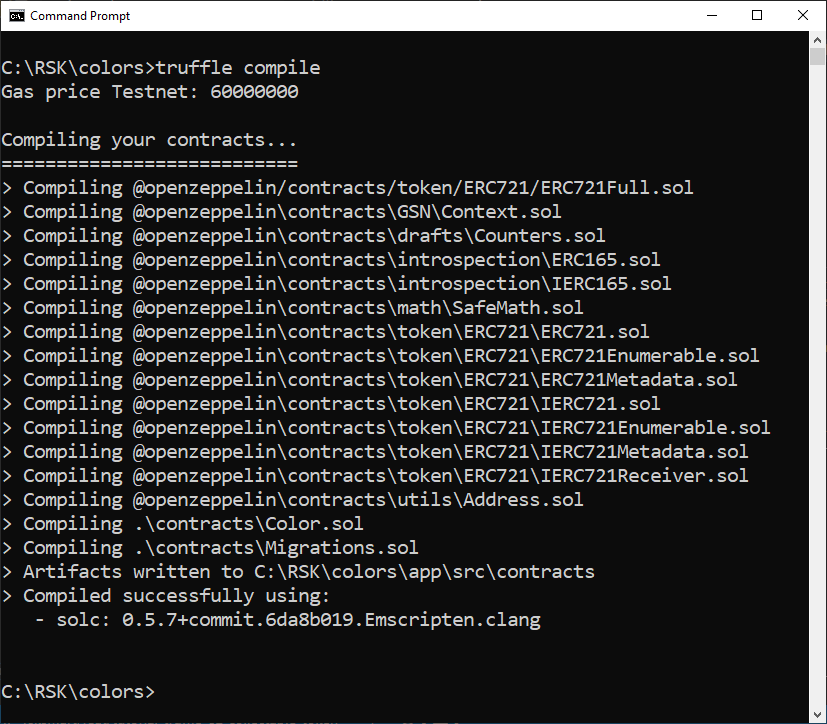 Command Prompt
C:\RSK\colors>truffle compile
Gas price Testnet: 60000000
Compiling your contracts...
===========================
> Compiling @openzeppelin/contracts/token/ERC721/ERC721Full.sol
> Compiling @openzeppelin\contracts\GSN\Context.sol
> Compiling @openzeppelin\contracts\drafts\Counters.sol
> Compiling @openzeppelin\contracts\introspection\ERC165.sol
> Compiling @openzeppelin\contracts\introspection\IERC165.sol
> Compiling @openzeppelin\contracts\math\SafeMath.sol
> Compiling @openzeppelin\contracts\token\ERC721\ERC721.sol
> Compiling @openzeppelin\contracts\token\ERC721\ERC721Enumerable.sol
> Compiling @openzeppelin\contracts\token\ERC721\ERC721Metadata.sol
> Compiling @openzeppelin\contracts\token\ERC721\IERC721.sol
> Compiling @openzeppelin\contracts\token\ERC721\IERC721Enumerable.sol
> Compiling @openzeppelin\contracts\token\ERC721\IERC721Metadata.sol
> Compiling @openzeppelin\contracts\token\ERC721\IERC721Receiver.sol
> Compiling @openzeppelin\contracts\utils\Address.sol
> Compiling .\contracts\Color.sol
> Compiling .\contracts\Migrations.sol
> Artifacts written to C:\RSK\colors\app\src\contracts
> Compiled successfully using:
   - solc: 0.5.7+commit.6da8b019.Emscripten.clang
C:\RSK\colors>